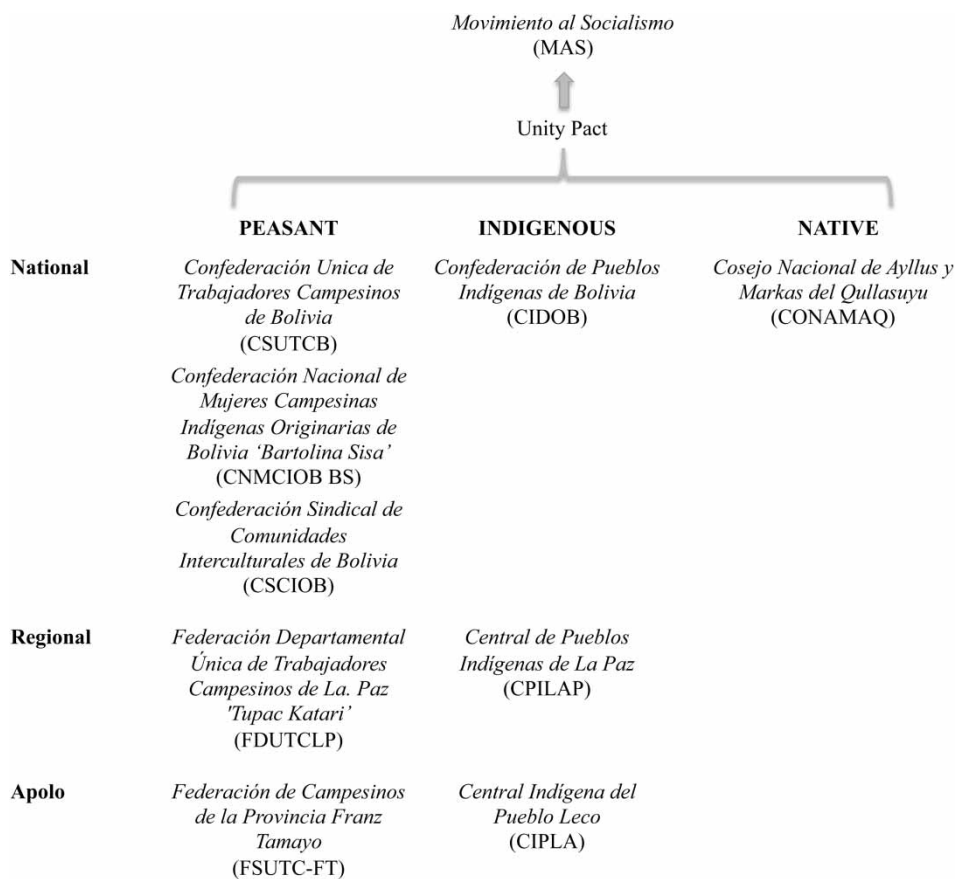 Movimiento al Socialismo
(MAS)
Unity Pact
PEASANT
INDIGENOUS
NATIVE
National
Confederación Unica de
Trabajadores Campesinos
de Bolivia
(CSUTCB)
Confederación de Pueblos
Indígenas de Bolivia
(CIDOB)
Cosejo Nacional de Ayllus y
Markas del Qullasuyu
(CONAMAQ)
Confederación Nacional de
Mujeres Campesinas
Indígenas Originarias de
Bolivia ‘Bartolina Sisa’
(CNMCIOB BS)
Confederación Sindical de
Comunidades
Interculturales de Bolivia
(CSCIOB)
Regional
Federación Departamental
Única de Trabajadores
Campesinos de La. Paz
'Tupac Katari’
(FDUTCLP)
Central de Pueblos
Indígenas de La Paz
(CPILAP)
Apolo
Federación de Campesinos
de la Provincia Franz
Tamayo
(FSUTC-FT)
Central Indígena del
Pueblo Leco
(CIPLA)